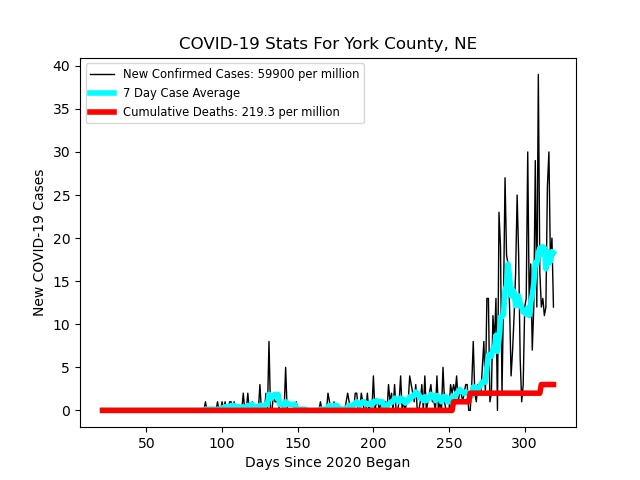 COVID-19 Stats For York County, NE
New Confirmed Cases: 59900 per million
7 Day Case Average
Cumulative Deaths: 219.3 per million
New COVID-19 Cases
40
35
30
25
20
15
10
5
0
50 100 150 200 250 300
Days Since 2020 Began